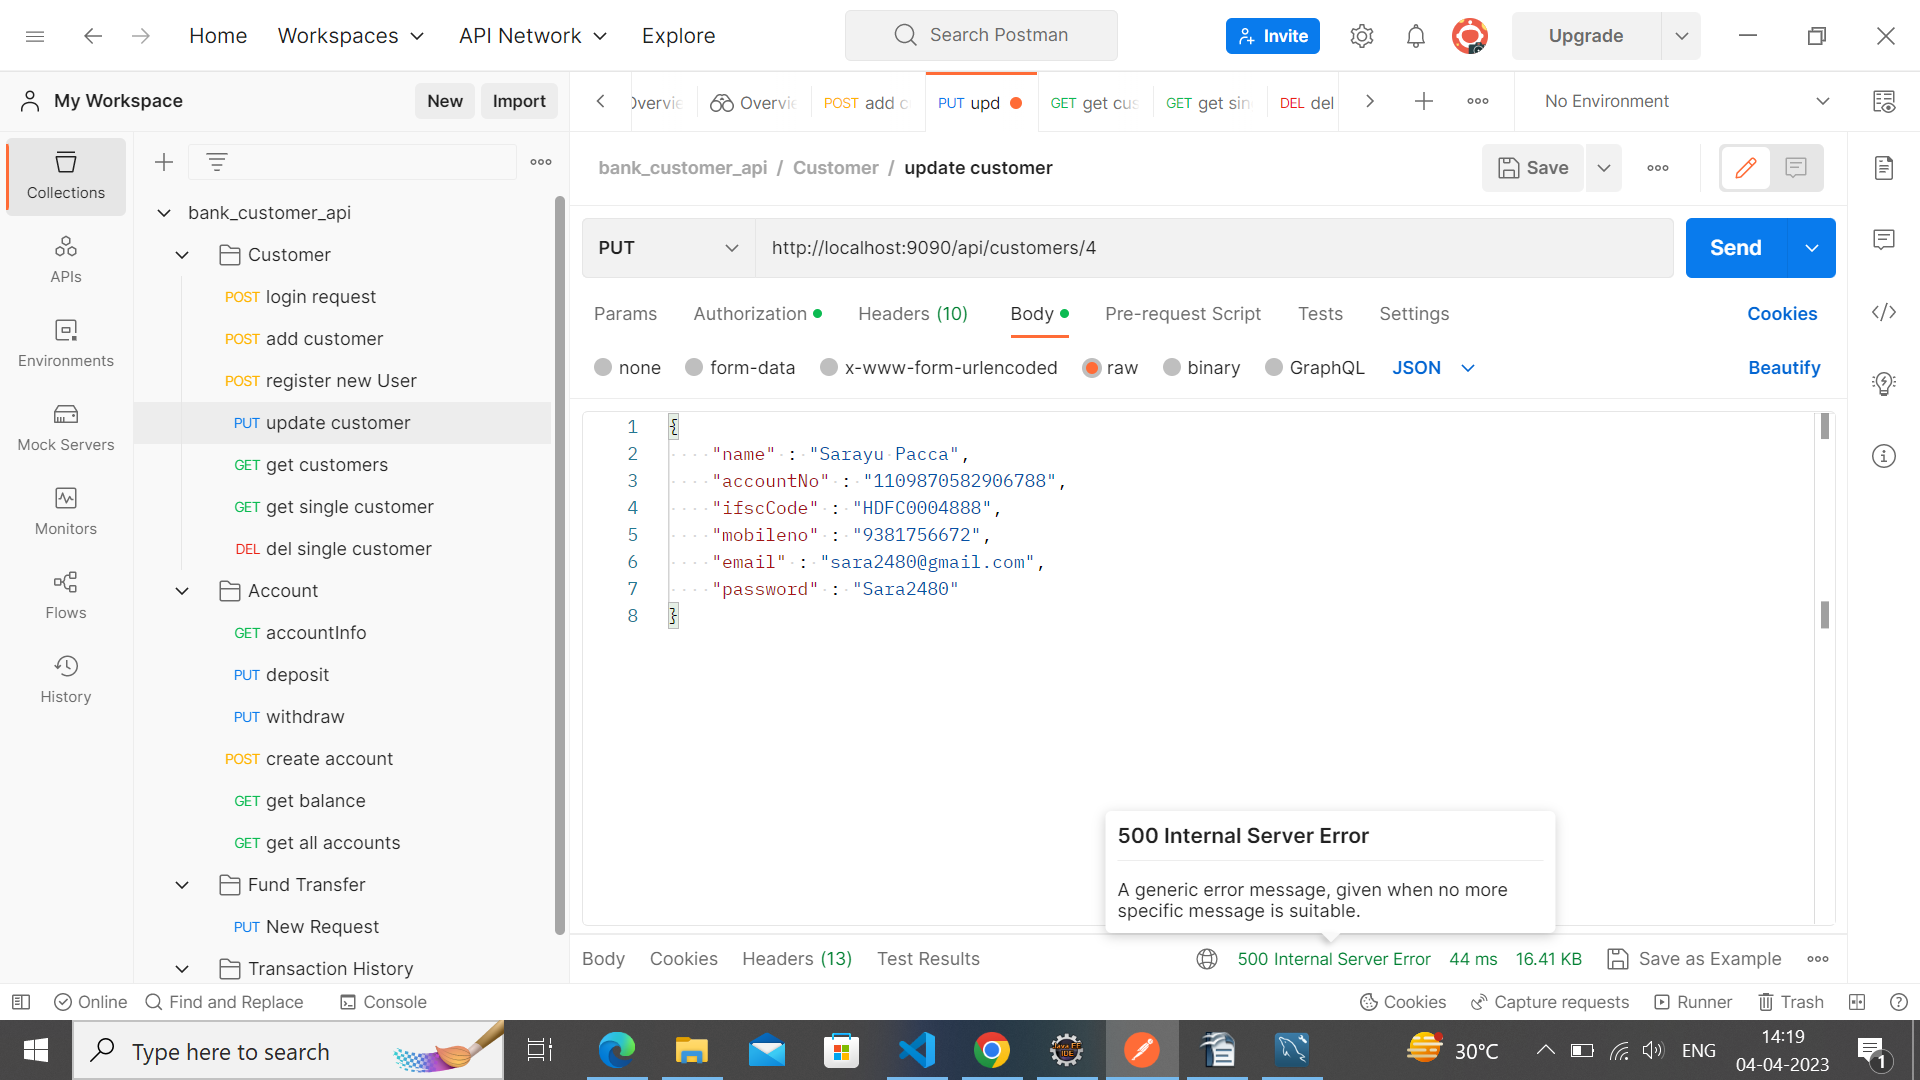 Home Workspaces API Network Explore Search Postman Invite Upgrade
My Workspace New Import
Overvie Overvie POST add c PUT upd GET get cus GET get sin DEL del No Environment
Collections
APIs
Environments
Mock Servers
Monitors
Flows
History
bank_customer_api
Customer
POST login request
POST add customer
POST register new User
PUT update customer
GET get customers
GET get single customer
DEL del single customer
Account
GET accountInfo
PUT deposit
PUT withdraw
POST create account
GET get balance
GET get all accounts
Fund Transfer
PUT New Request
Transaction History
bank_customer_api / Customer / update customer Save
PUT http://localhost:9090/api/customers/4 Send
Params Authorization Headers (10) Body Pre-request Script Tests Settings Cookies
none form-data x-www-form-urlencoded raw binary GraphQL JSON Beautify
1 {
2 "name" : "Sarayu Pacca",
3 "accountNo" : "1109870582906788",
4 "ifscCode" : "HDFC0004888",
5 "mobileno" : "9381756672",
6 "email" : "sara2480@gmail.com",
7 "password" : "Sara2480"
8 }
500 Internal Server Error
A generic error message, given when no more
specific message is suitable.
Body Cookies Headers (13) Test Results 500 Internal Server Error 44 ms 16.41 KB Save as Example
Online Find and Replace Console Cookies Capture requests Runner Trash
Type here to search Java EE IDE 30°C ENG 14:19
04-04-2023 1